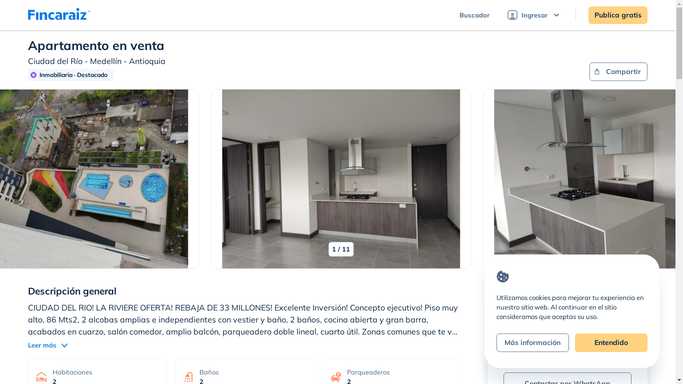 Fincaraiz
Buscador
Ingresar
Publica gratis
Apartamento en venta
Ciudad del Río - Medellín - Antioquia
Inmobiliaria · Destacado
Compartir
1 / 11
Descripción general
CIUDAD DEL RIO! LA RIVIERE OFERTA! REBAJA DE 33 MILLONES! Excelente Inversión! Concepto ejecutivo! Piso muy
alto, 86 Mts2, 2 alcobas amplias e independientes con vestier y baño, 2 baños, cocina abierta y gran barra,
acabados en cuarzo, salón comedor, amplio balcón, parqueadero doble lineal, cuarto útil. Zonas comunes que te v...
Leer más
Habitaciones
2
Baños
2
Parqueaderos
2
Utilizamos cookies para mejorar tu experiencia en
nuestro sitio web. Al continuar en el sitio
consideramos que aceptas su uso.
Más información
Entendido
Contactar por WhatsApp